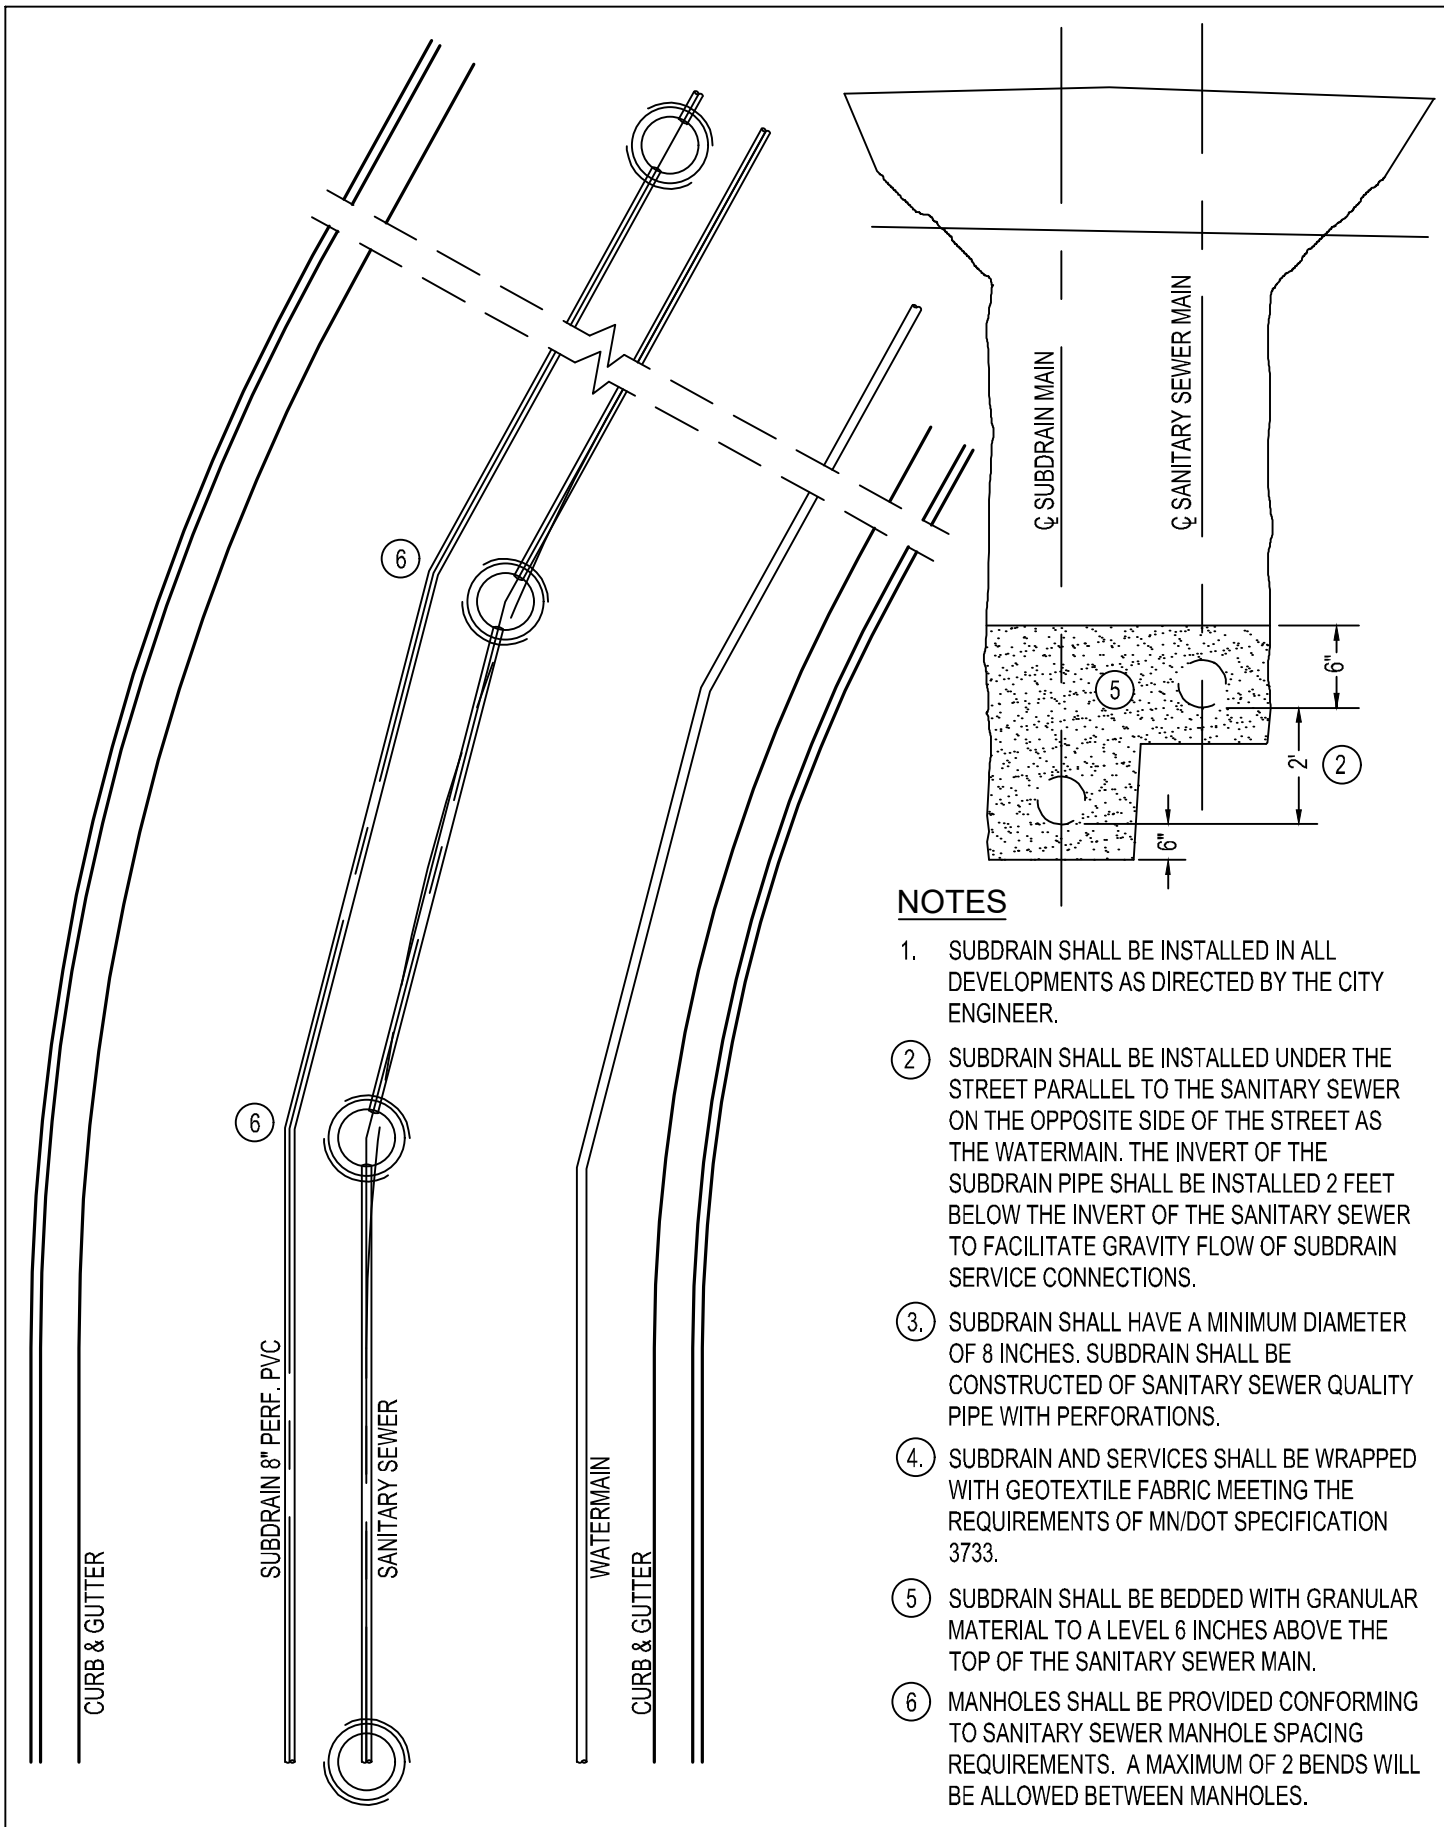 ℄ SUBDRAIN MAIN
℄ SANITARY SEWER MAIN
6
5
6"
2'
2
6"
6
SUBDRAIN 8" PERF. PVC
SANITARY SEWER
WATERMAIN
CURB & GUTTER
CURB & GUTTER
NOTES
1. SUBDRAIN SHALL BE INSTALLED IN ALL
DEVELOPMENTS AS DIRECTED BY THE CITY
ENGINEER.
2 SUBDRAIN SHALL BE INSTALLED UNDER THE
STREET PARALLEL TO THE SANITARY SEWER
ON THE OPPOSITE SIDE OF THE STREET AS
THE WATERMAIN. THE INVERT OF THE
SUBDRAIN PIPE SHALL BE INSTALLED 2 FEET
BELOW THE INVERT OF THE SANITARY SEWER
TO FACILITATE GRAVITY FLOW OF SUBDRAIN
SERVICE CONNECTIONS.
3. SUBDRAIN SHALL HAVE A MINIMUM DIAMETER
OF 8 INCHES. SUBDRAIN SHALL BE
CONSTRUCTED OF SANITARY SEWER QUALITY
PIPE WITH PERFORATIONS.
4. SUBDRAIN AND SERVICES SHALL BE WRAPPED
WITH GEOTEXTILE FABRIC MEETING THE
REQUIREMENTS OF MN/DOT SPECIFICATION
3733.
5 SUBDRAIN SHALL BE BEDDED WITH GRANULAR
MATERIAL TO A LEVEL 6 INCHES ABOVE THE
TOP OF THE SANITARY SEWER MAIN.
6 MANHOLES SHALL BE PROVIDED CONFORMING
TO SANITARY SEWER MANHOLE SPACING
REQUIREMENTS. A MAXIMUM OF 2 BENDS WILL
BE ALLOWED BETWEEN MANHOLES.